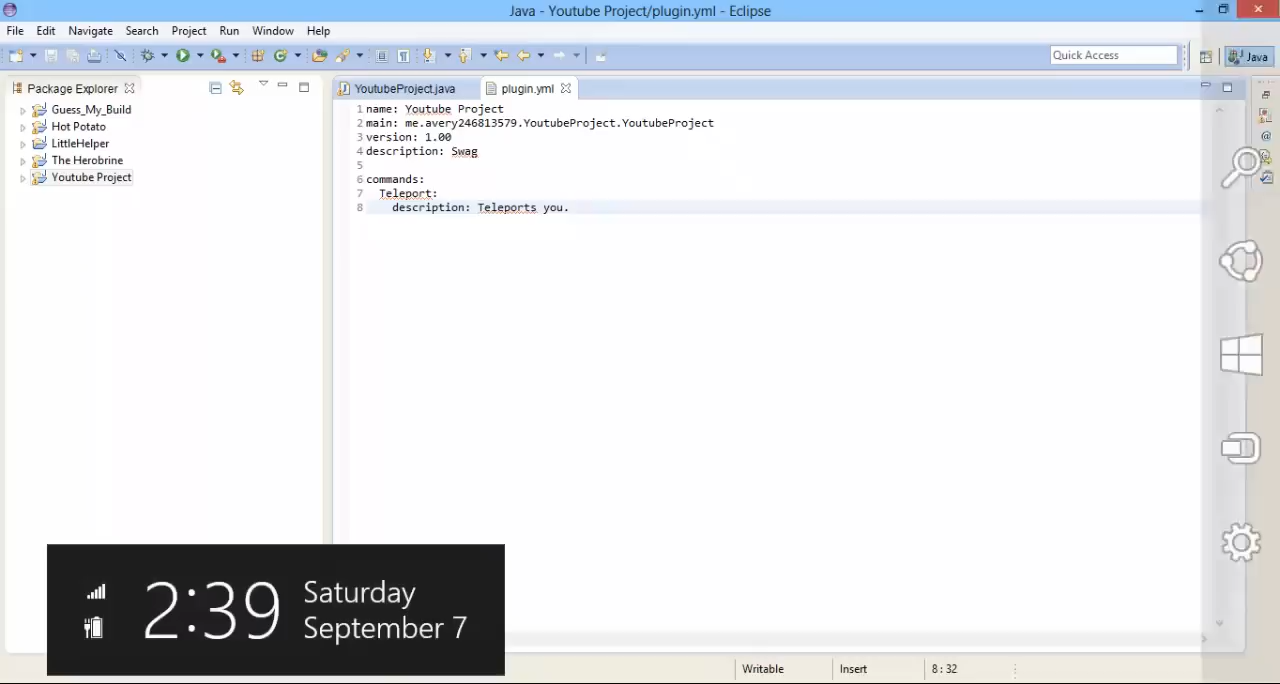 Java - Youtube Project/plugin.yml - Eclipse
File Edit Navigate Search Project Run Window Help
Quick Access
Java
Package Explorer
Guess_My_Build
Hot Potato
LittleHelper
The Herobrine
Youtube Project
YoutubeProject.java
plugin.yml
1 name: Youtube Project
2 main: me.avery246813579.YoutubeProject.YoutubeProject
3 version: 1.00
4 description: Swag
5
6 commands:
7 Teleport:
8 description: Teleports you.
2:39
Saturday
September 7
Writable
Insert
8 : 32